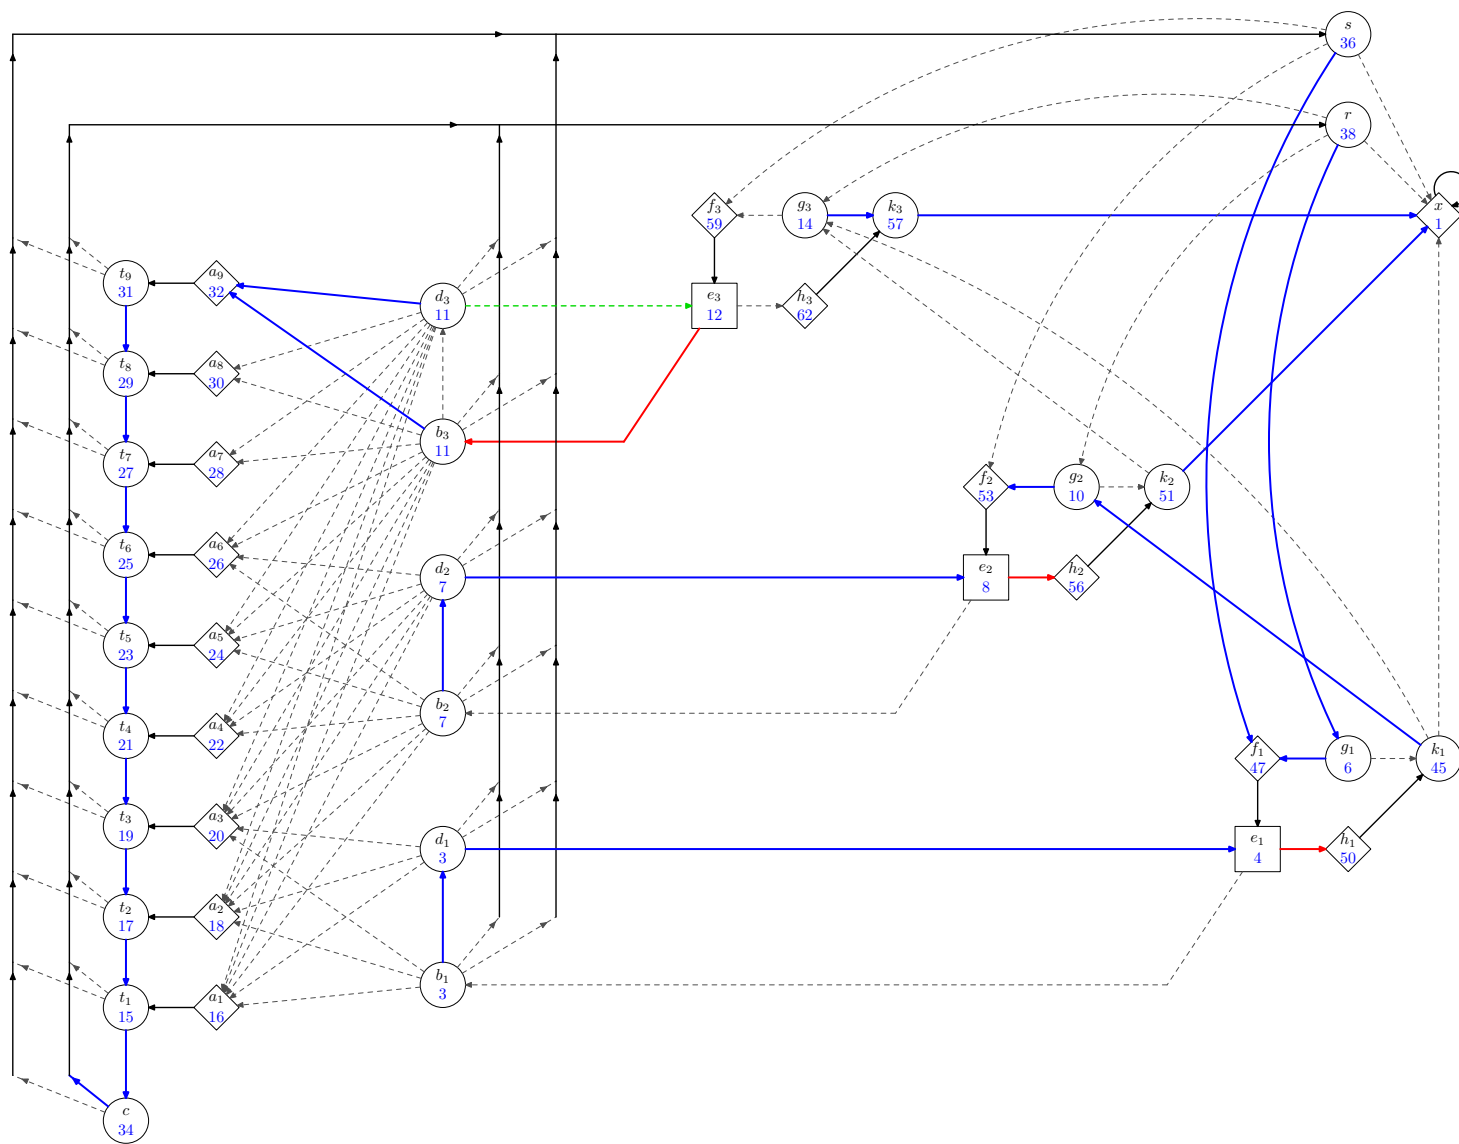 s
36
r
38
f₃
59
g₃
14
k₃
57
x
1
t₉
31
a₉
32
d₃
11
e₃
12
h₃
62
t₈
29
a₈
30
t₇
27
a₇
28
b₃
11
f₂
53
g₂
10
k₂
51
t₆
25
a₆
26
d₂
7
e₂
8
h₂
56
t₅
23
a₅
24
t₄
21
a₄
22
b₂
7
f₁
47
g₁
6
k₁
45
t₃
19
a₃
20
d₁
3
e₁
4
h₁
50
t₂
17
a₂
18
t₁
15
a₁
16
b₁
3
c
34